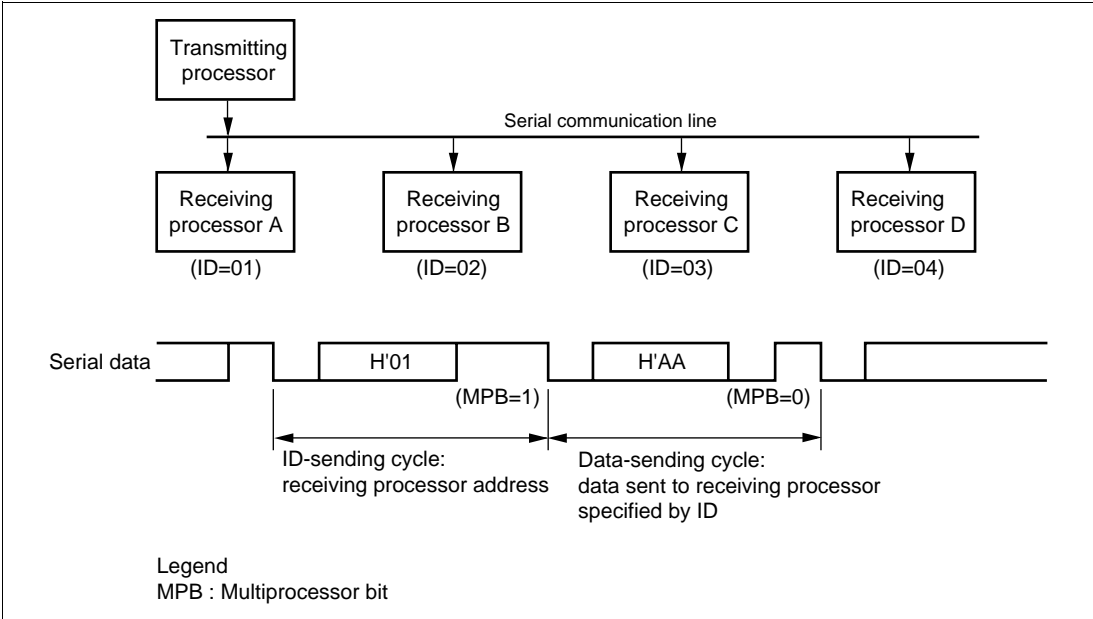 Transmitting
processor
Serial communication line
Receiving
processor A
Receiving
processor B
Receiving
processor C
Receiving
processor D
(ID=01)
(ID=02)
(ID=03)
(ID=04)
Serial data
H'01
H'AA
(MPB=1)
(MPB=0)
ID-sending cycle:
receiving processor address
Data-sending cycle:
data sent to receiving processor
specified by ID
Legend
MPB : Multiprocessor bit